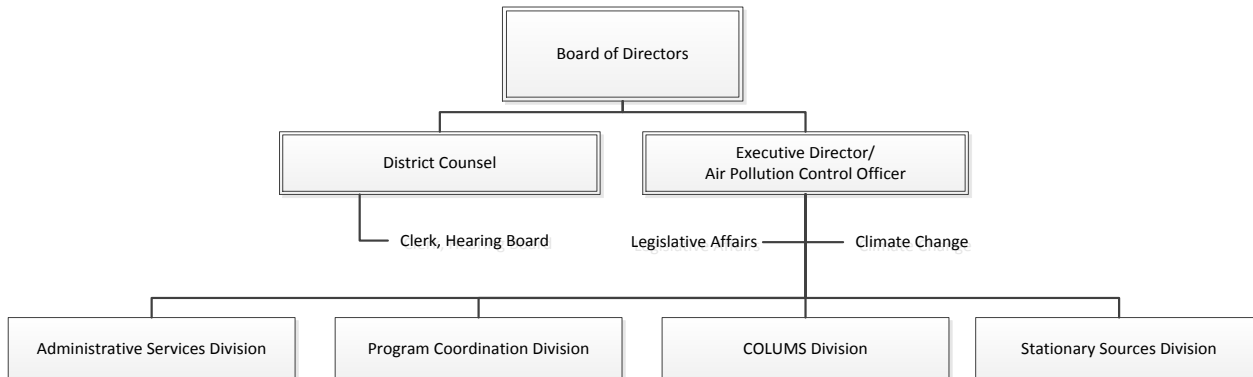 Board of Directors
District Counsel
Executive Director/
Air Pollution Control Officer
Clerk, Hearing Board
Legislative Affairs
Climate Change
Administrative Services Division
Program Coordination Division
COLUMS Division
Stationary Sources Division